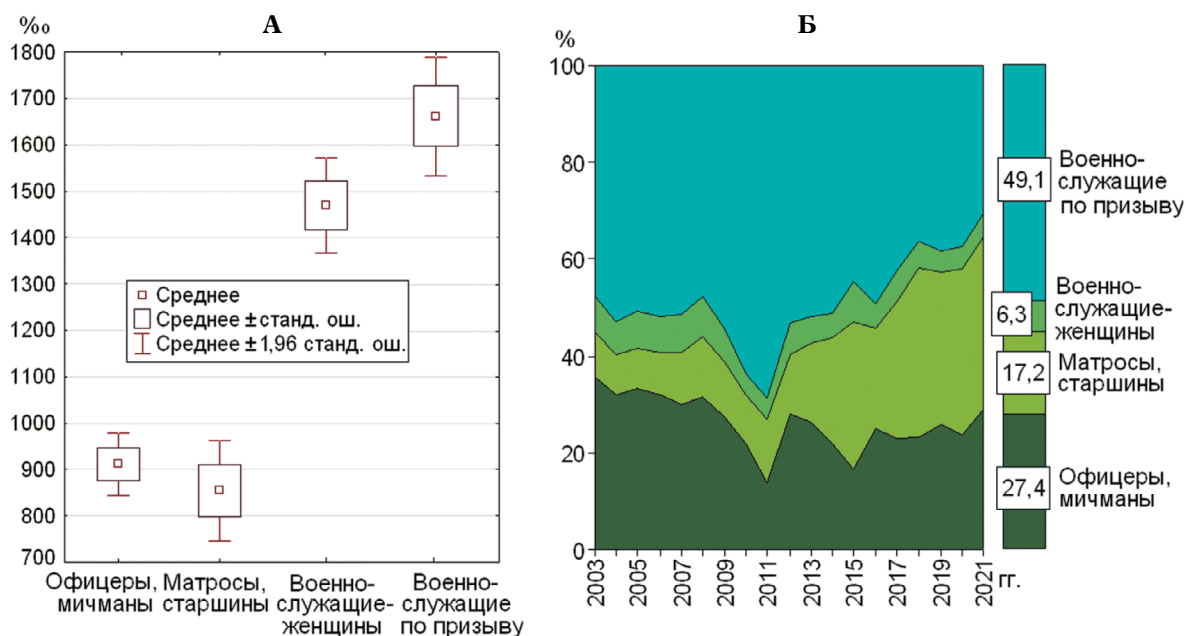 А
‰
1800
1700
1600
1500
1400
1300
1200
1100
1000
900
800
700
Среднее
Среднее ± станд. ош.
Среднее ± 1,96 станд. ош.
Офицеры,
мичманы
Матросы,
старшины
Военно-
служащие-
женщины
Военно-
служащие
по призыву
Б
%
100
80
60
40
20
0
2003
2005
2007
2009
2011
2013
2015
2017
2019
2021
гг.
49,1
Военно-
служащие
по призыву
6,3
Военно-
служащие-
женщины
17,2
Матросы,
старшины
27,4
Офицеры,
мичманы